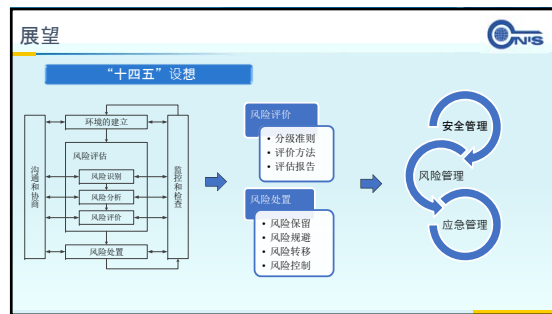 展望
CNIS
“十四五”设想
环境的建立
风险评估
风险识别
风险分析
风险评价
风险处置
沟通和协商
监控和检查
风险评价
• 分级准则
• 评价方法
• 评估报告
风险处置
• 风险保留
• 风险规避
• 风险转移
• 风险控制
安全管理
风险管理
应急管理